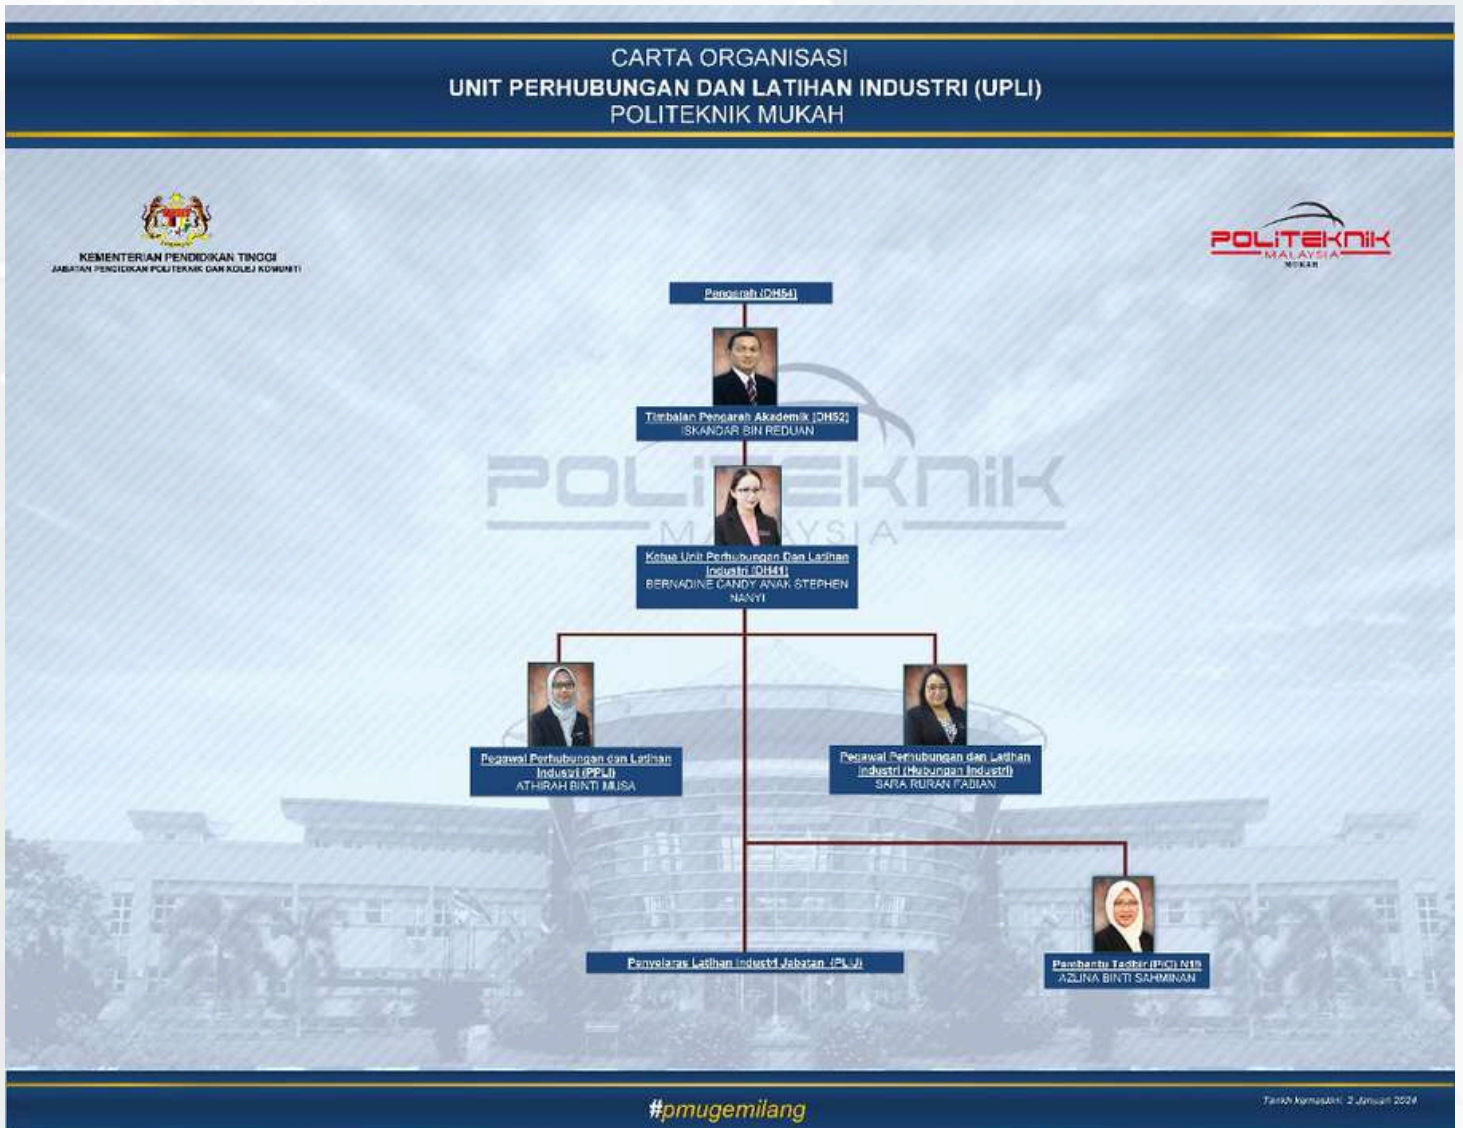 CARTA ORGANISASI
UNIT PERHUBUNGAN DAN LATIHAN INDUSTRI (UPLI)
POLITEKNIK MUKAH
KEMENTERIAN PENDIDIKAN TINGGI
JABATAN PENDIDIKAN POLITEKNIK DAN KOLEJ KOMUNITI
POLITEKNIK
MALAYSIA
MUKAH
Pengarah (DH54)
Timbalan Pengarah Akademik (DH52)
ISKANDAR BIN REDUAN
POLITEKNIK
MALAYSIA
Ketua Unit Perhubungan Dan Latihan
Industri (DH41)
BERNADINE CANDY ANAK STEPHEN
NANYI
Pegawai Perhubungan dan Latihan
Industri (PPLI)
ATHIRAH BINTI MUSA
Pegawai Perhubungan dan Latihan
Industri (Hubungan Industri)
SARA RURAN FABIAN
Penyelaras Latihan Industri Jabatan (PLIJ)
Pembantu Tadbir (P/O) N19
AZLINA BINTI SAHMINAN
#pmugemilang
Tarikh kemaskini: 2 Januari 2024